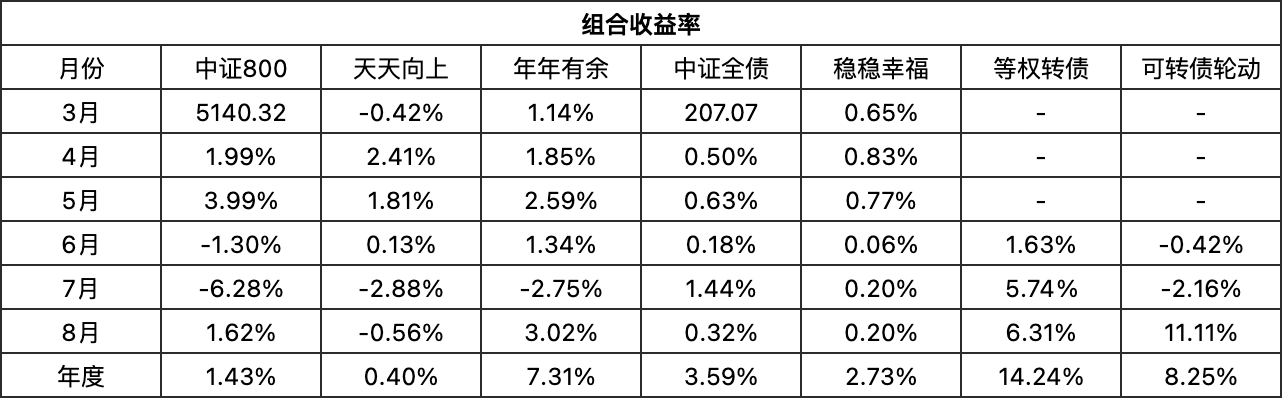 组合收益率
月份 中证800 天天向上 年年有余 中证全债 稳稳幸福 等权转债 可转债轮动
3月 5140.32 -0.42% 1.14% 207.07 0.65% - -
4月 1.99% 2.41% 1.85% 0.50% 0.83% - -
5月 3.99% 1.81% 2.59% 0.63% 0.77% - -
6月 -1.30% 0.13% 1.34% 0.18% 0.06% 1.63% -0.42%
7月 -6.28% -2.88% -2.75% 1.44% 0.20% 5.74% -2.16%
8月 1.62% -0.56% 3.02% 0.32% 0.20% 6.31% 11.11%
年度 1.43% 0.40% 7.31% 3.59% 2.73% 14.24% 8.25%